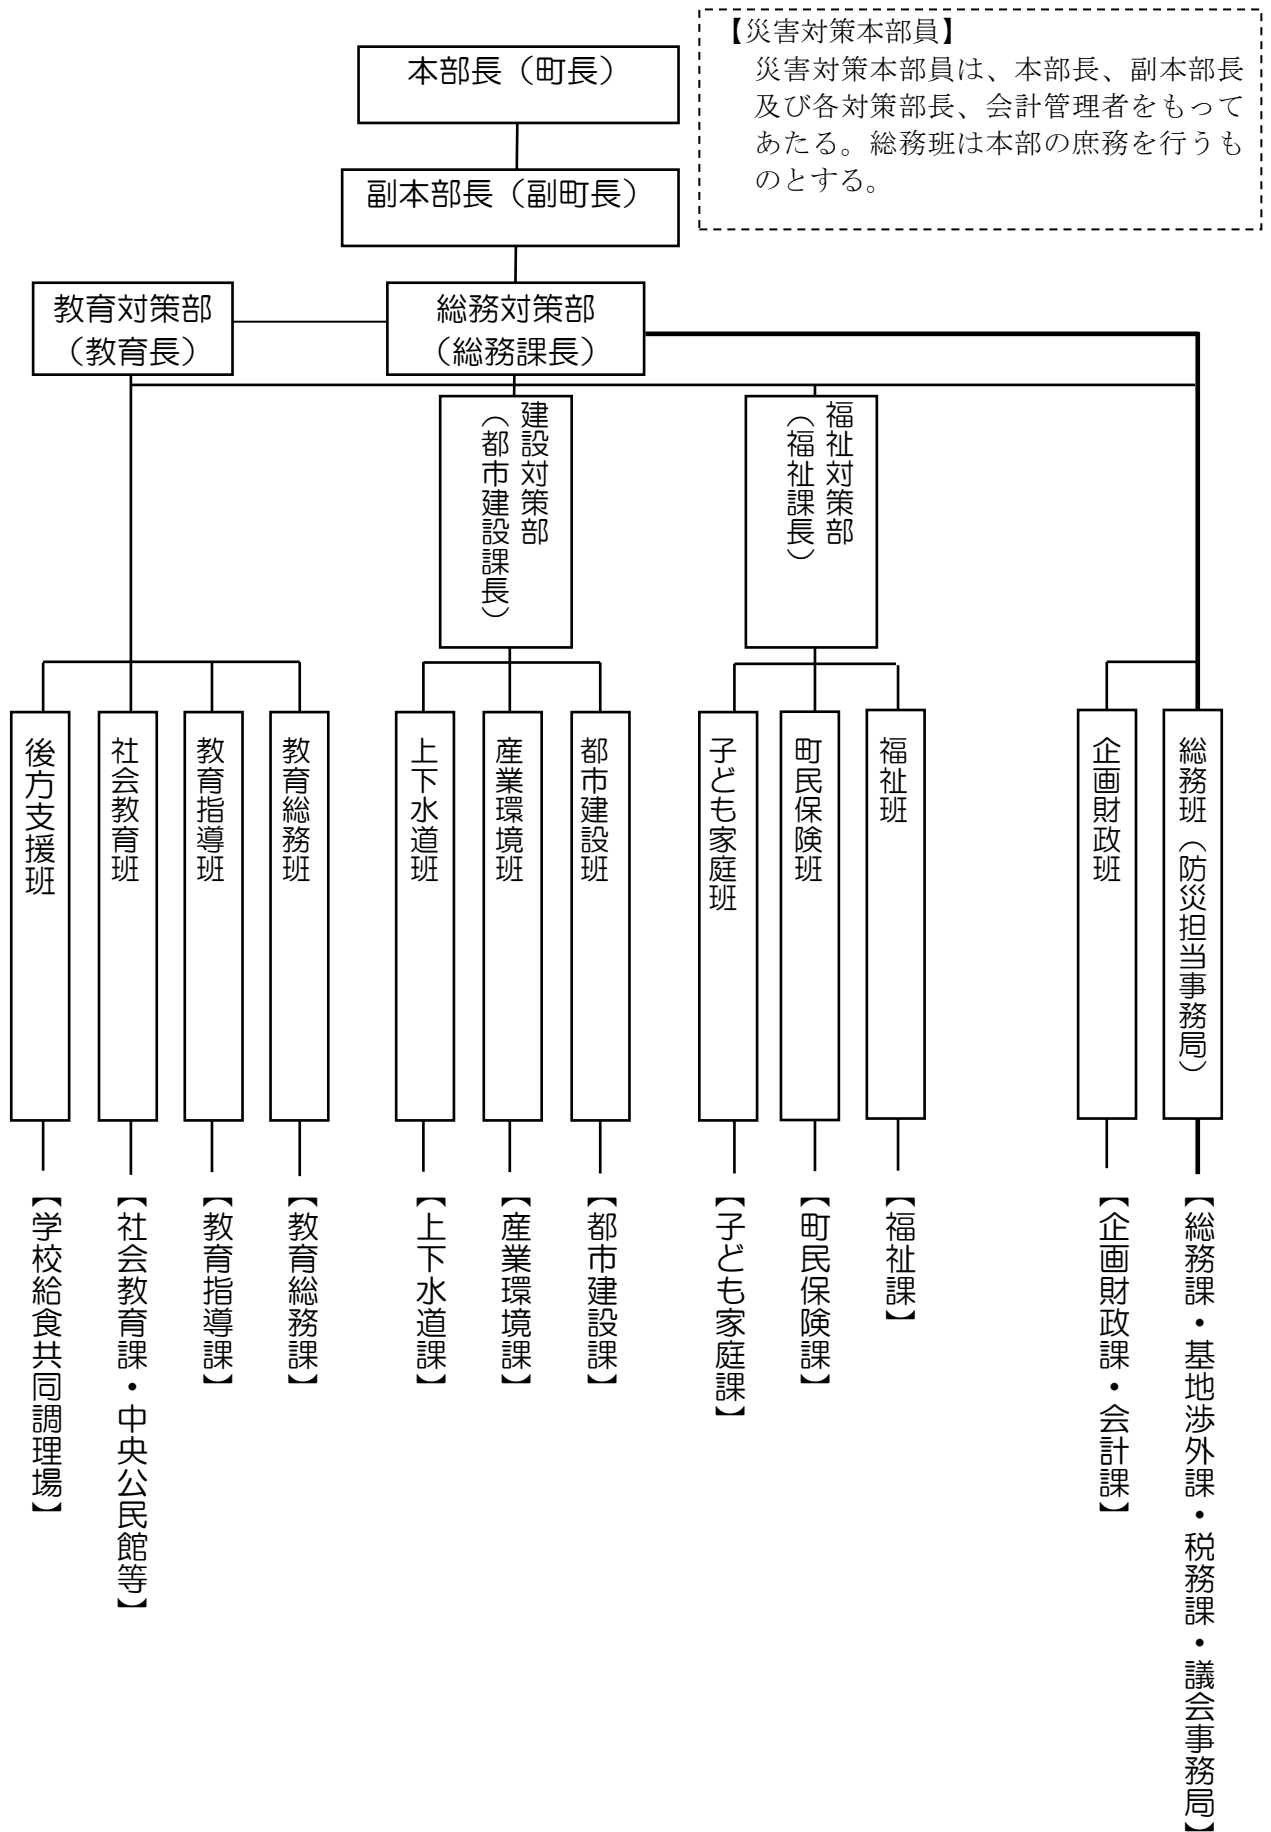 本部長（町長）
【災害対策本部員】
災害対策本部員は、本部長、副本部長
及び各対策部長、会計管理者をもって
あたる。総務班は本部の庶務を行うも
のとする。
副本部長（副町長）
教育対策部
（教育長）
総務対策部
（総務課長）
建設対策部
（都市建設課長）
福祉対策部
（福祉課長）
後方支援班
社会教育班
教育指導班
教育総務班
上下水道班
産業環境班
都市建設班
子ども家庭班
町民保険班
福祉班
企画財政班
総務班（防災担当事務局）
【学校給食共同調理場】
【社会教育課・中央公民館等】
【教育指導課】
【教育総務課】
【上下水道課】
【産業環境課】
【都市建設課】
【子ども家庭課】
【町民保険課】
【福祉課】
【企画財政課・会計課】
【総務課・基地渉外課・税務課・議会事務局】